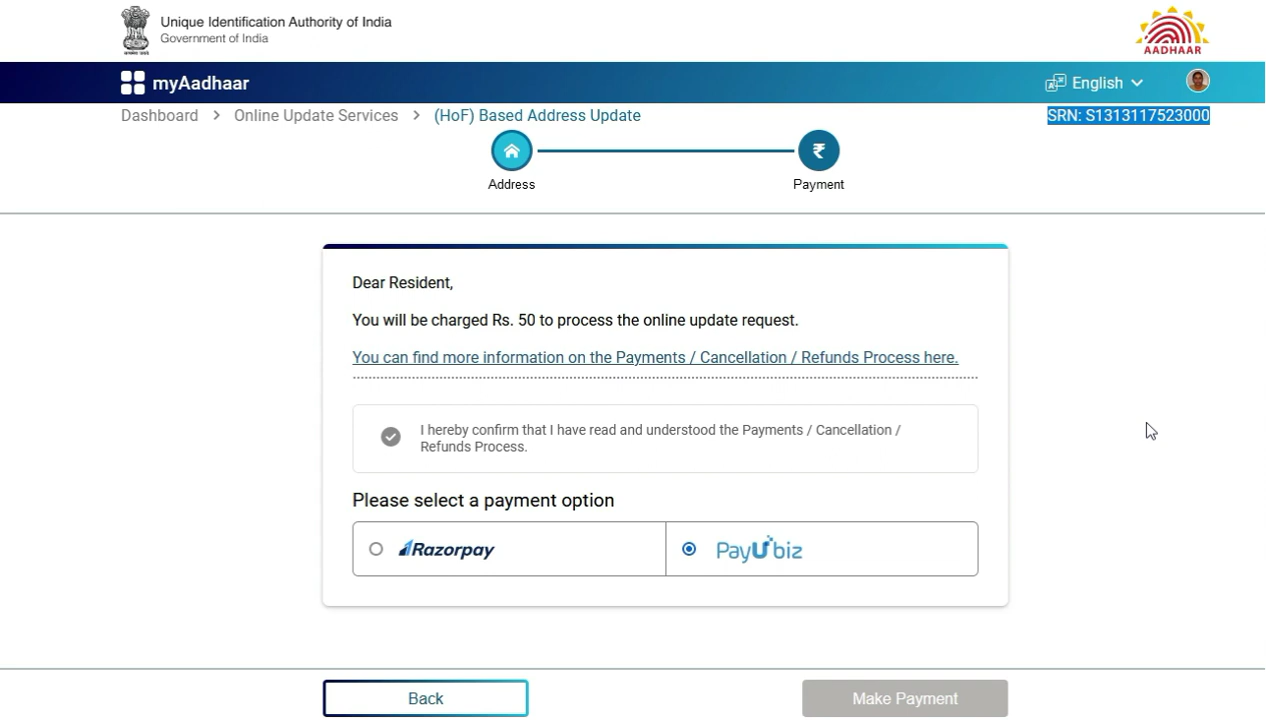 Unique Identification Authority of India
Government of India
AADHAAR
myAadhaar
English
Dashboard > Online Update Services > (HoF) Based Address Update
SRN: S1313117523000
Address
Payment
Dear Resident,
You will be charged Rs. 50 to process the online update request.
You can find more information on the Payments / Cancellation / Refunds Process here.
I hereby confirm that I have read and understood the Payments / Cancellation /
Refunds Process.
Please select a payment option
Razorpay
PayUbiz
Back
Make Payment